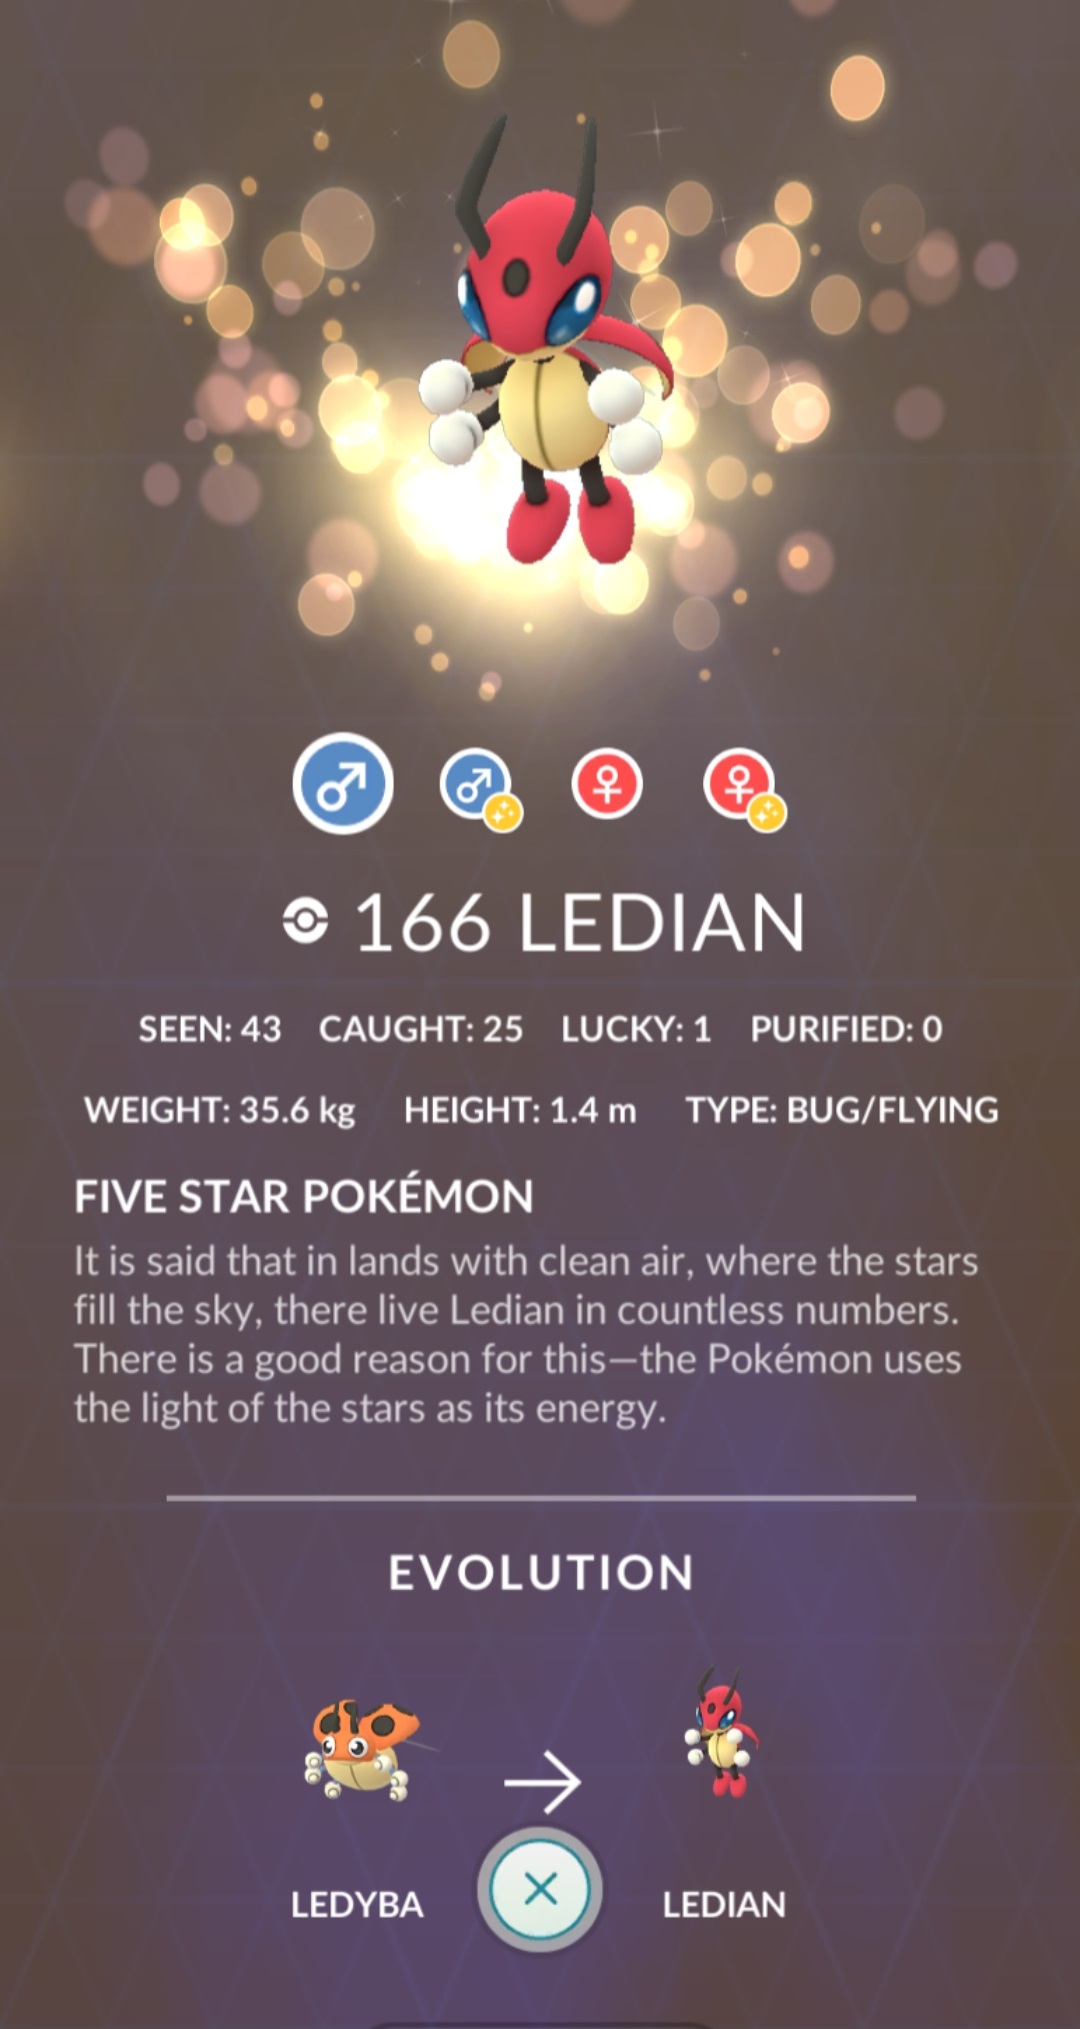 166 LEDIAN
SEEN: 43 CAUGHT: 25 LUCKY: 1 PURIFIED: 0
WEIGHT: 35.6 kg HEIGHT: 1.4 m TYPE: BUG/FLYING
FIVE STAR POKÉMON
It is said that in lands with clean air, where the stars
fill the sky, there live Ledian in countless numbers.
There is a good reason for this—the Pokémon uses
the light of the stars as its energy.
EVOLUTION
LEDYBA LEDIAN